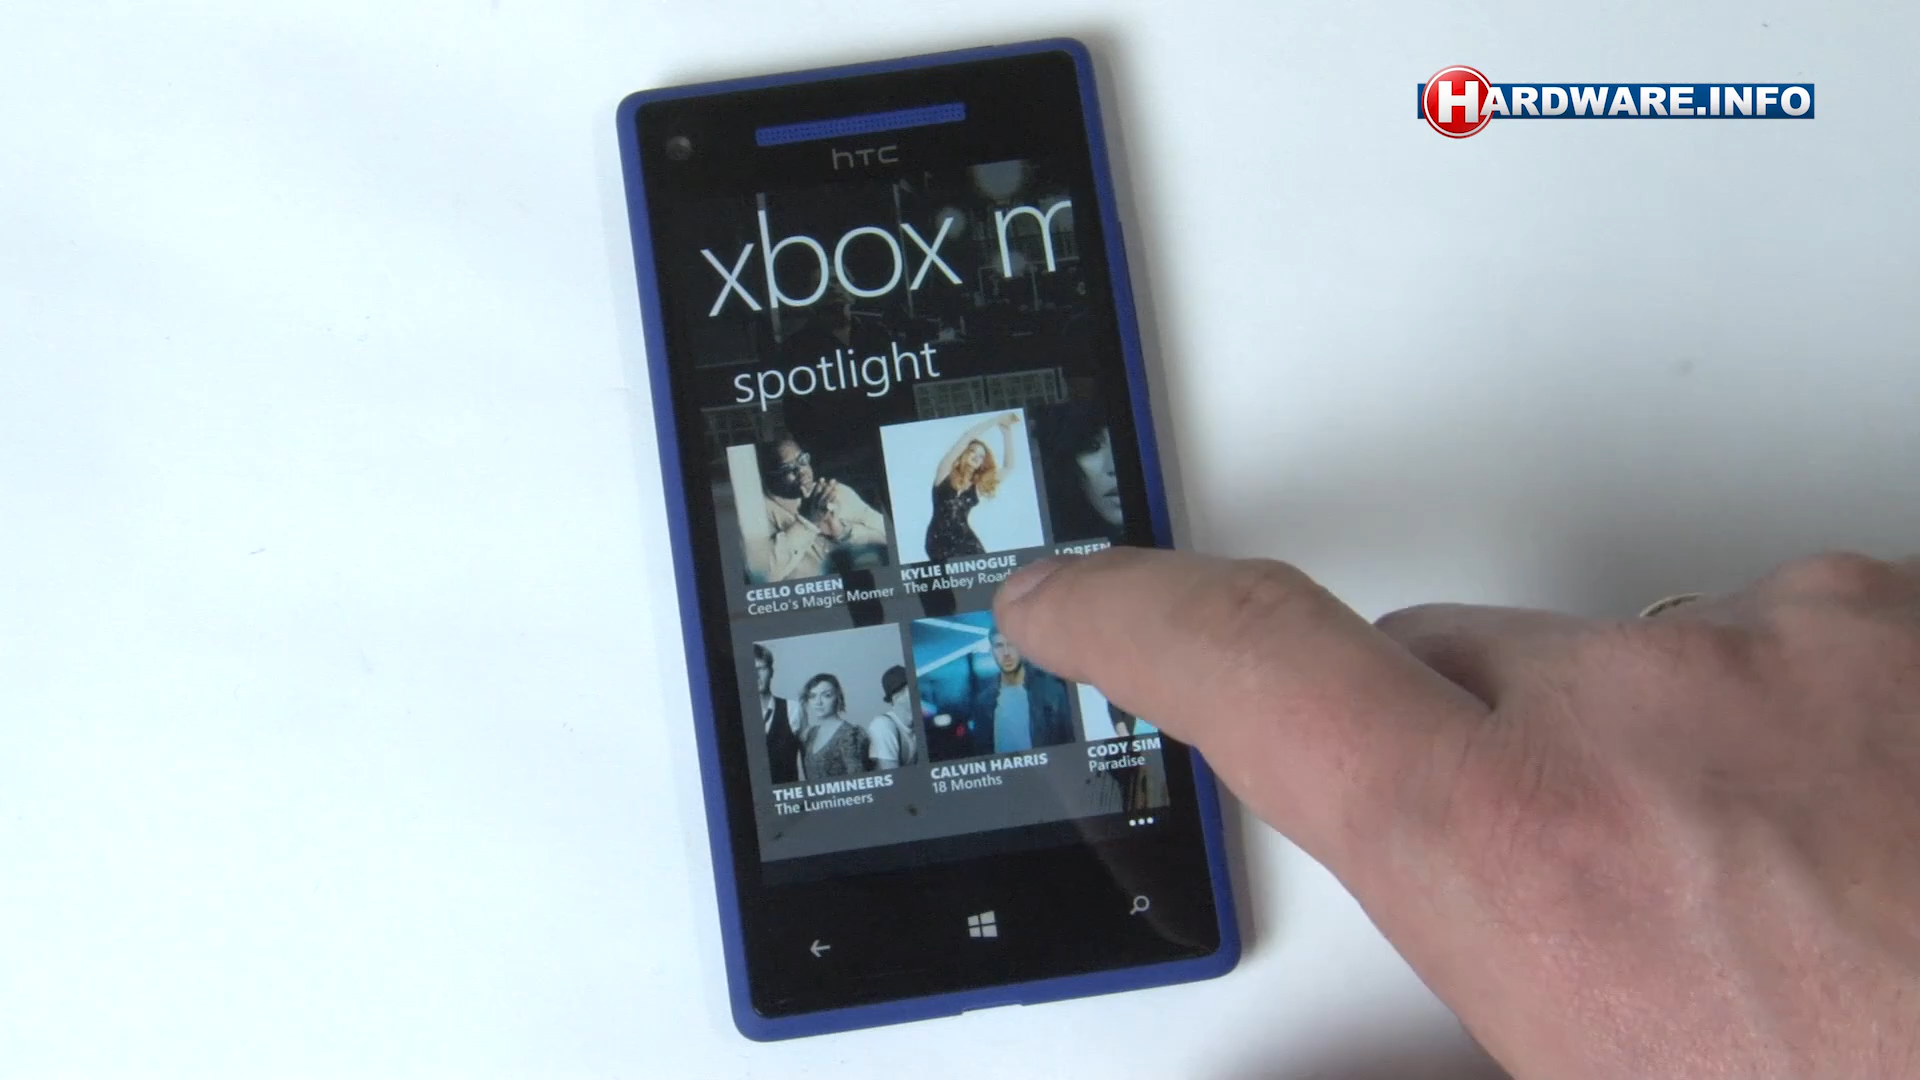 HARDWARE.INFO
hTC
xbox m
spotlight
CEELO GREEN
CeeLo's Magic Momer
KYLIE MINOGUE
The Abbey Road
LOREEN
THE LUMINEERS
The Lumineers
CALVIN HARRIS
18 Months
CODY SIM
Paradise